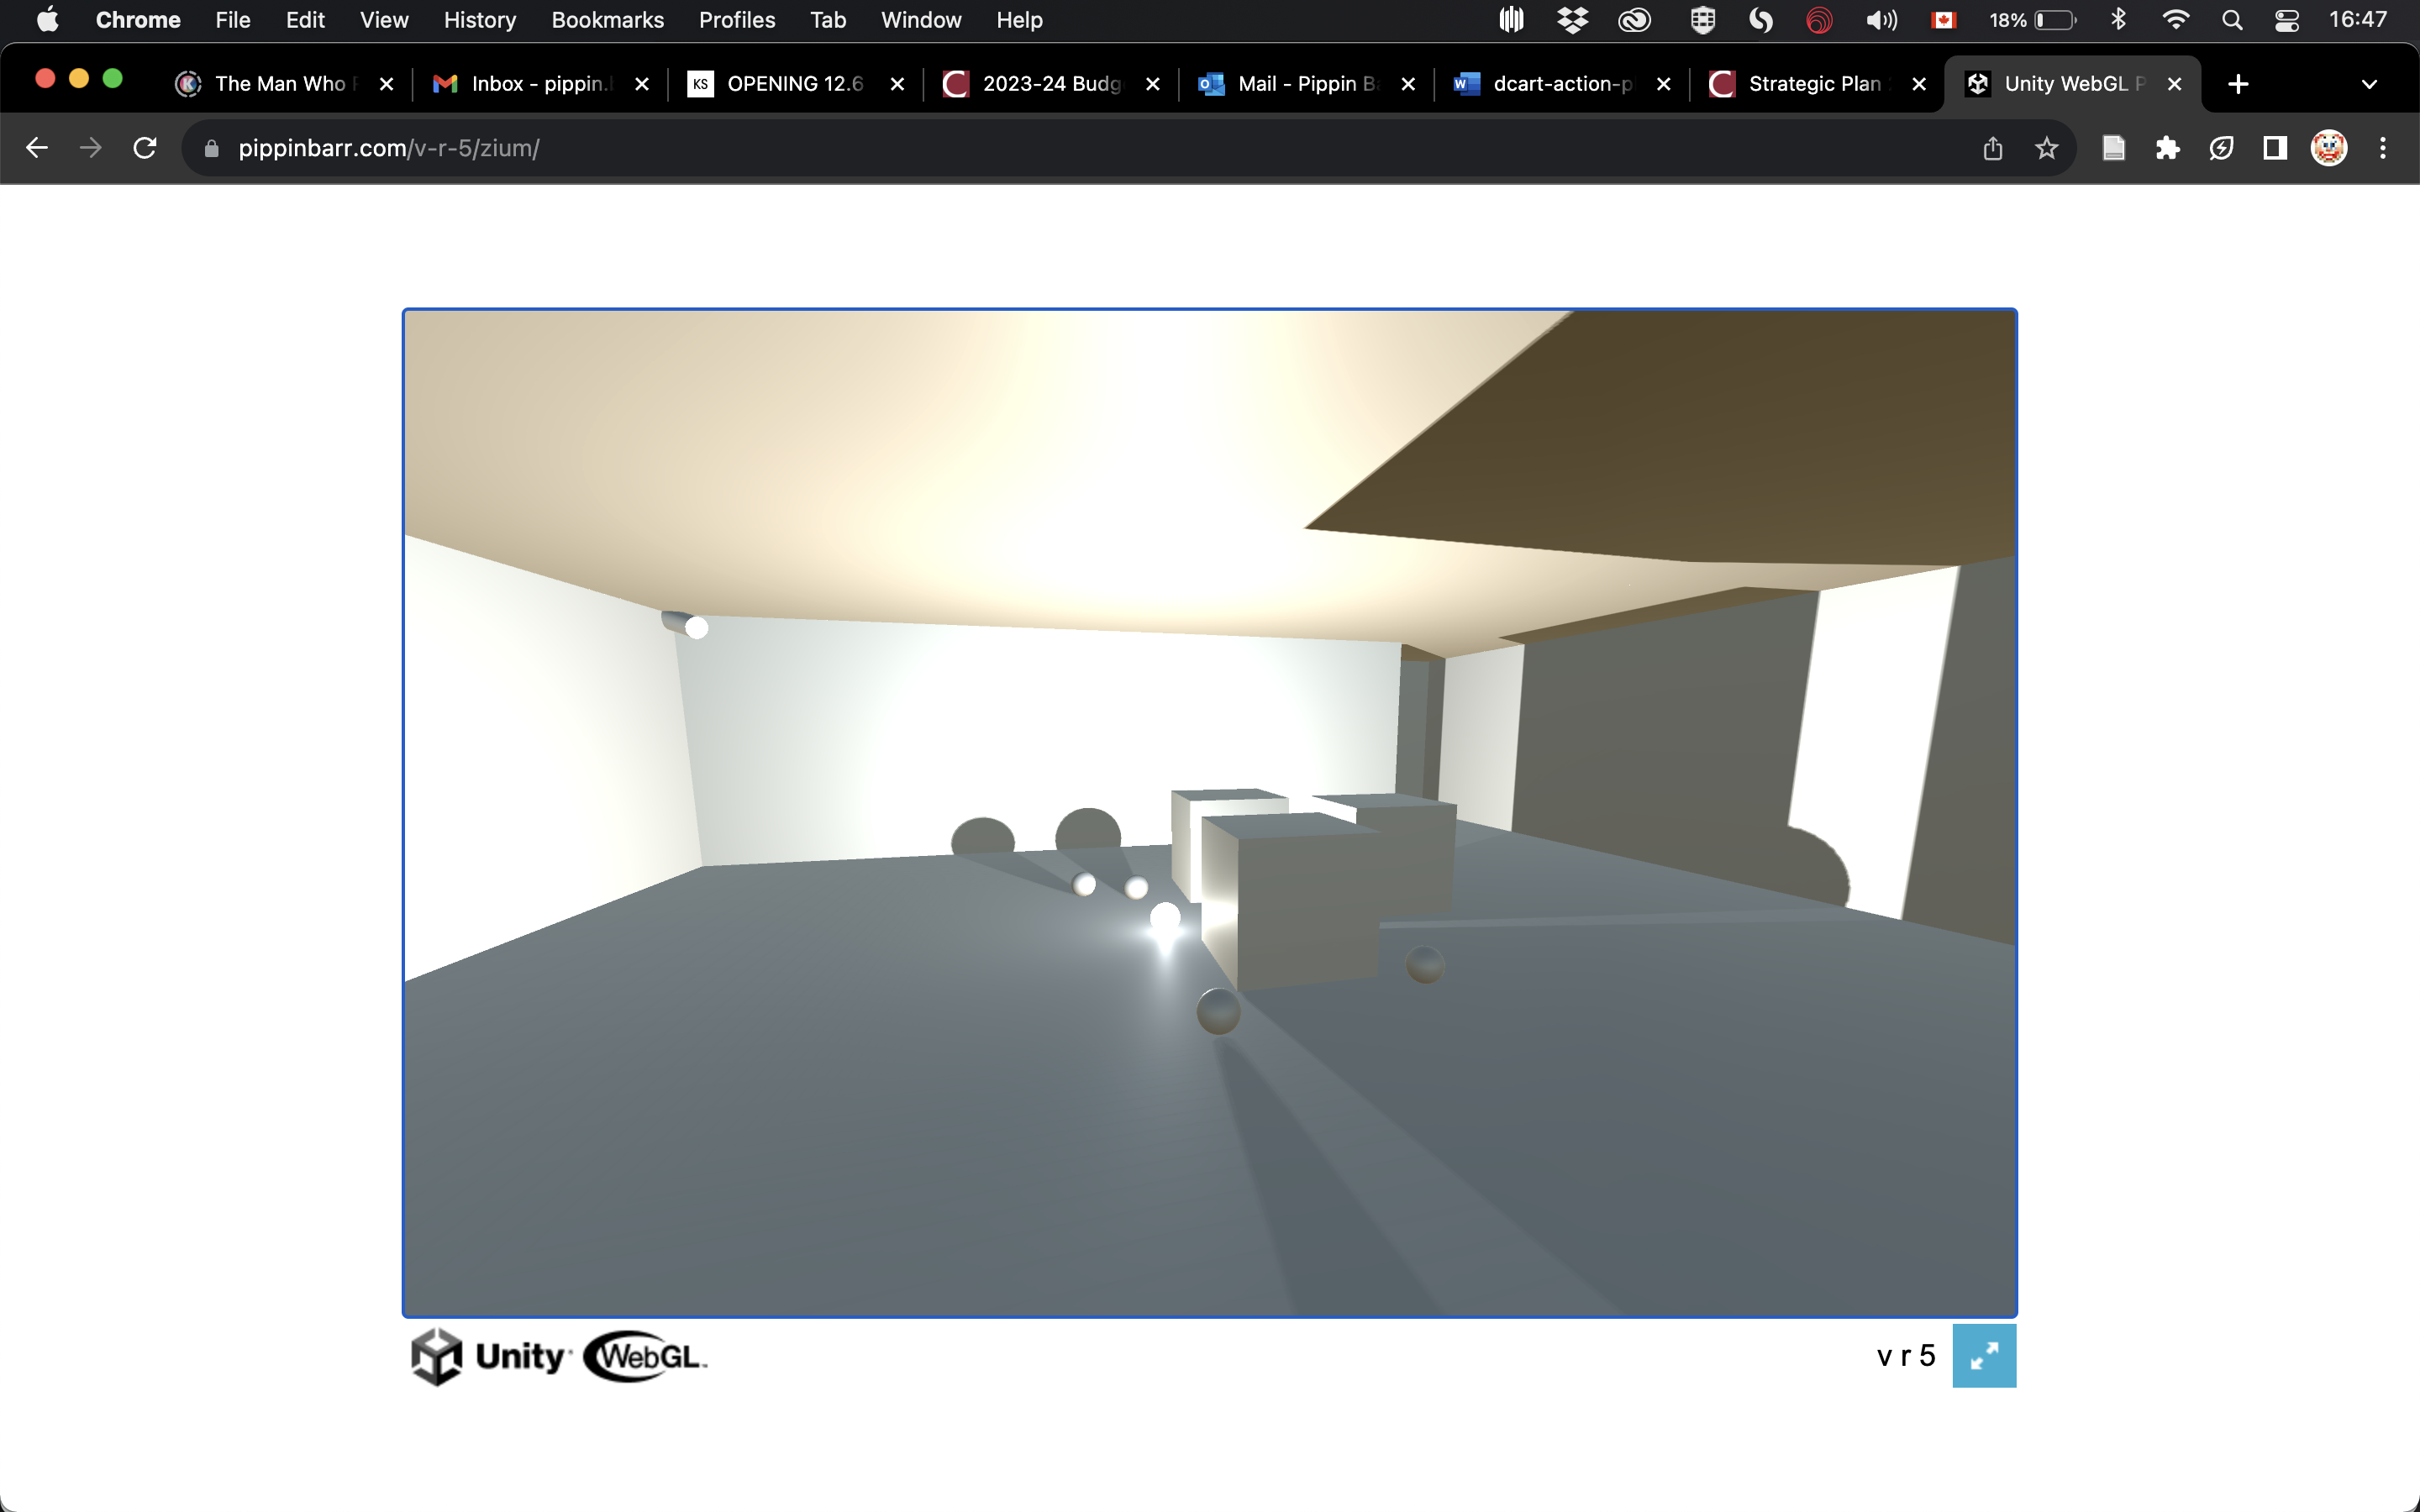 Chrome File Edit View History Bookmarks Profiles Tab Window Help 18% 16:47
The Man Who Inbox - pippin. KS OPENING 12.6 2023-24 Budg Mail - Pippin B dcart-action-p Strategic Plan Unity WebGL P
pippinbarr.com/v-r-5/zium/
Unity WebGL v r 5